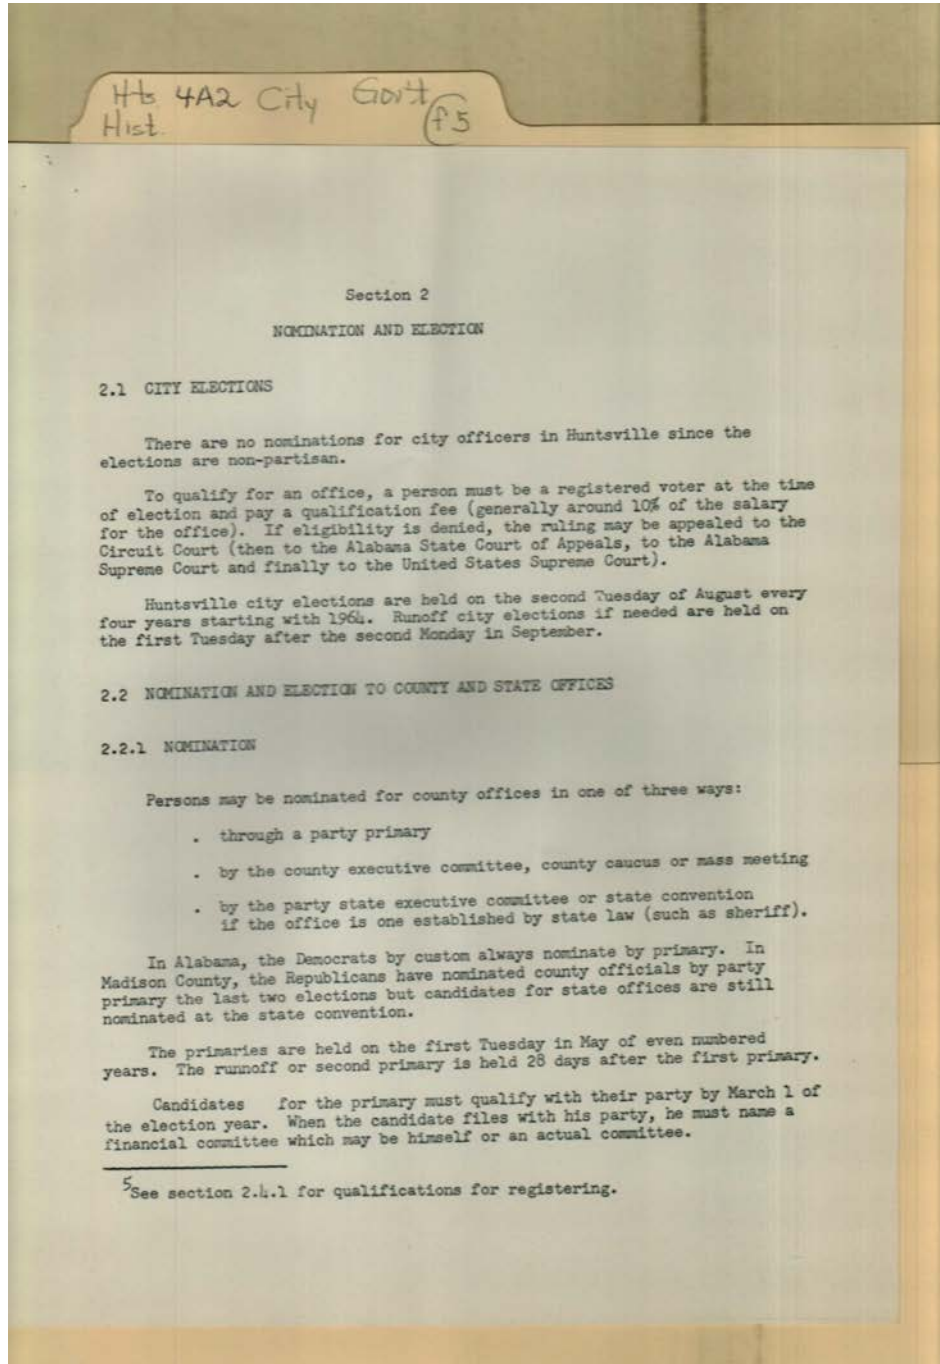 Hts 4A2 City Gov't
Hist. f5
Section 2
NOMINATION AND ELECTION
2.1 CITY ELECTIONS
There are no nominations for city officers in Huntsville since the
elections are non-partisan.
To qualify for an office, a person must be a registered voter at the time
of election and pay a qualification fee (generally around 10% of the salary
for the office). If eligibility is denied, the ruling may be appealed to the
Circuit Court (then to the Alabama State Court of Appeals, to the Alabama
Supreme Court and finally to the United States Supreme Court).
Huntsville city elections are held on the second Tuesday of August every
four years starting with 1964. Runoff city elections if needed are held on
the first Tuesday after the second Monday in September.
2.2 NOMINATION AND ELECTION TO COUNTY AND STATE OFFICES
2.2.1 NOMINATION
Persons may be nominated for county offices in one of three ways:
. through a party primary
. by the county executive committee, county caucus or mass meeting
. by the party state executive committee or state convention
if the office is one established by state law (such as sheriff).
In Alabama, the Democrats by custom always nominate by primary. In
Madison County, the Republicans have nominated county officials by party
primary the last two elections but candidates for state offices are still
nominated at the state convention.
The primaries are held on the first Tuesday in May of even numbered
years. The runnoff or second primary is held 28 days after the first primary.
Candidates for the primary must qualify with their party by March 1 of
the election year. When the candidate files with his party, he must name a
financial committee which may be himself or an actual committee.
5See section 2.4.1 for qualifications for registering.